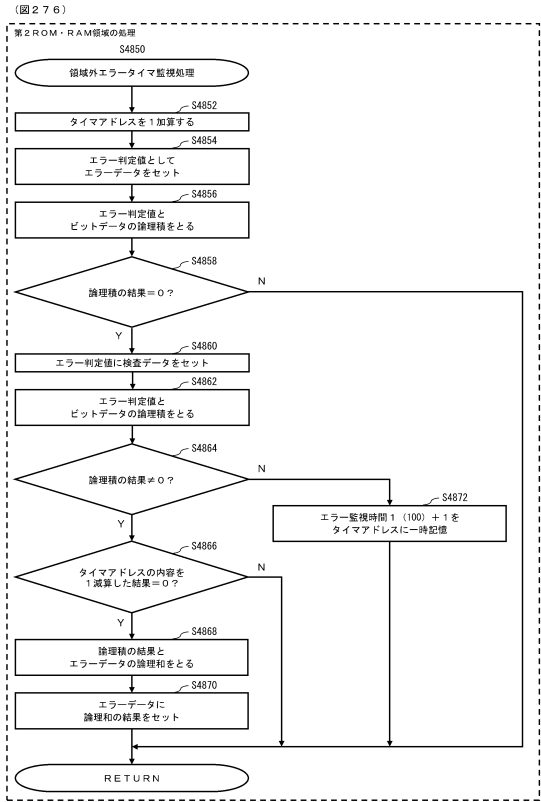 （図２７６）
第２ＲＯＭ・ＲＡＭ領域の処理
S4850
領域外エラータイマ監視処理
S4852
タイマアドレスを１加算する
S4854
エラー判定値として
エラーデータをセット
S4856
エラー判定値と
ビットデータの論理積をとる
S4858
論理積の結果＝０？
N
Y
S4860
エラー判定値に検査データをセット
S4862
エラー判定値と
ビットデータの論理積をとる
S4864
論理積の結果≠０？
N
Y
S4872
エラー監視時間１（100）＋１を
タイマアドレスに一時記憶
S4866
タイマアドレスの内容を
１減算した結果＝０？
N
Y
S4868
論理積の結果と
エラーデータの論理和をとる
S4870
エラーデータに
論理和の結果をセット
ＲＥＴＵＲＮ